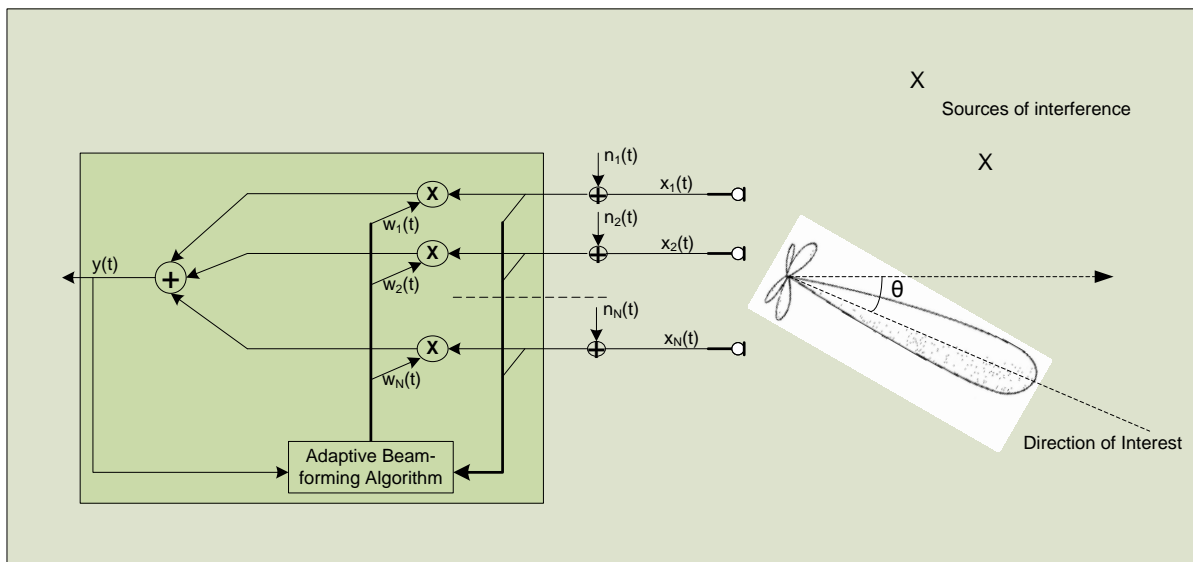 X
Sources of interference
X
n1(t)
x1(t)
X
w1(t)
n2(t)
x2(t)
X
w2(t)
y(t)
+
θ
nN(t)
xN(t)
X
wN(t)
Direction of Interest
Adaptive Beam-
forming Algorithm